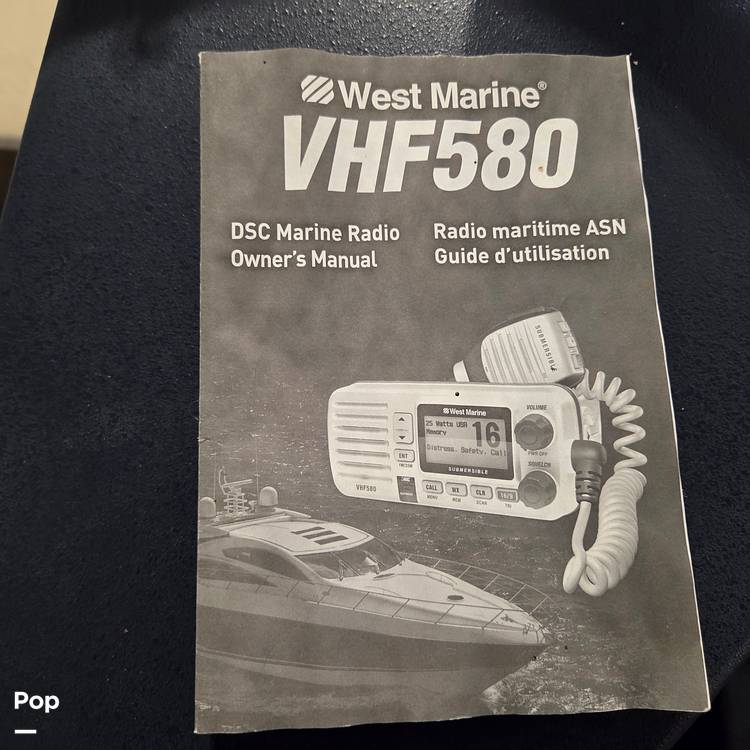 West Marine®
VHF580
DSC Marine Radio
Owner's Manual
Radio maritime ASN
Guide d'utilisation
SUBMERSIBLE
West Marine
25 Watts USA
Memory
16
Distress, Safety, Call
SUBMERSIBLE
VOLUME
PWR OFF
SQUELCH
ENT
VHF580
CALL
WX
CLR
16/9
MENU
MEM
SCAN
TRI
Pop